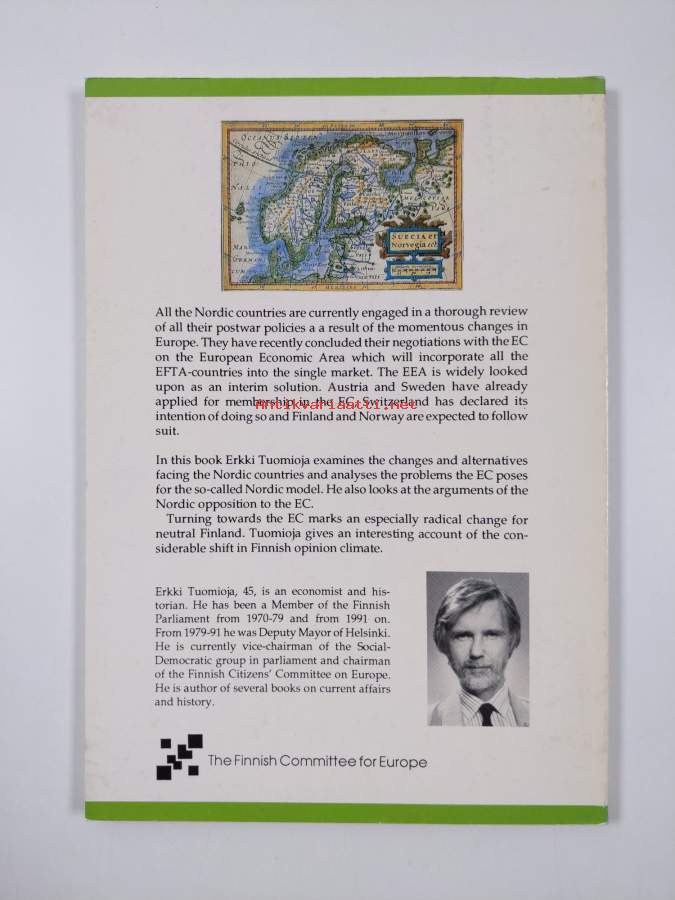 OCEANUS
SUECIA et
Norvegia
All the Nordic countries are currently engaged in a thorough review
of all their postwar policies a a result of the momentous changes in
Europe. They have recently concluded their negotiations with the EC
on the European Economic Area which will incorporate all the
EFTA-countries into the single market. The EEA is widely looked
upon as an interim solution. Austria and Sweden have already
applied for membership in the EC, Switzerland has declared its
Antikvariaatti.net
intention of doing so and Finland and Norway are expected to follow
suit.
In this book Erkki Tuomioja examines the changes and alternatives
facing the Nordic countries and analyses the problems the EC poses
for the so-called Nordic model. He also looks at the arguments of the
Nordic opposition to the EC.
Turning towards the EC marks an especially radical change for
neutral Finland. Tuomioja gives an interesting account of the con-
siderable shift in Finnish opinion climate.
Erkki Tuomioja, 45, is an economist and his-
torian. He has been a Member of the Finnish
Parliament from 1970-79 and from 1991 on.
From 1979-91 he was Deputy Mayor of Helsinki.
He is currently vice-chairman of the Social-
Democratic group in parliament and chairman
of the Finnish Citizens' Committee on Europe.
He is author of several books on current affairs
and history.
The Finnish Committee for Europe